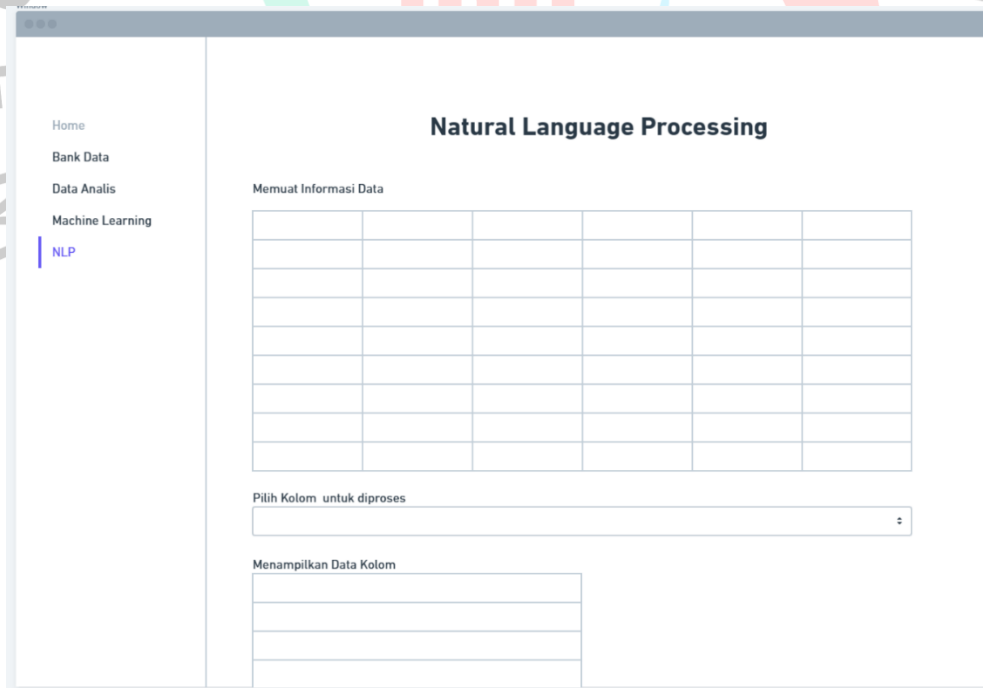 Window
Home
Bank Data
Data Analis
Machine Learning
NLP
Natural Language Processing
Memuat Informasi Data
Pilih Kolom untuk diproses
Menampilkan Data Kolom